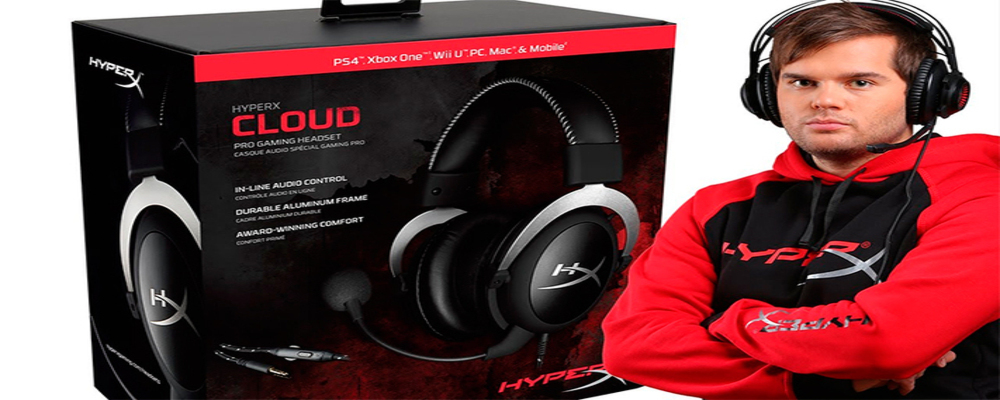 PS4™, Xbox One™, Wii U™, PC, Mac®, & Mobile®
HYPERX
HYPERX
CLOUD
PRO GAMING HEADSET
CASQUE AUDIO SPÉCIAL GAMING PRO
IN-LINE AUDIO CONTROL
CONTRÔLE AUDIO EN LIGNE
DURABLE ALUMINUM FRAME
CADRE ALUMINIUM DURABLE
AWARD-WINNING COMFORT
CONFORT PRIMÉ
HX
HX
HYPERX®
HYPERX
HYPERX